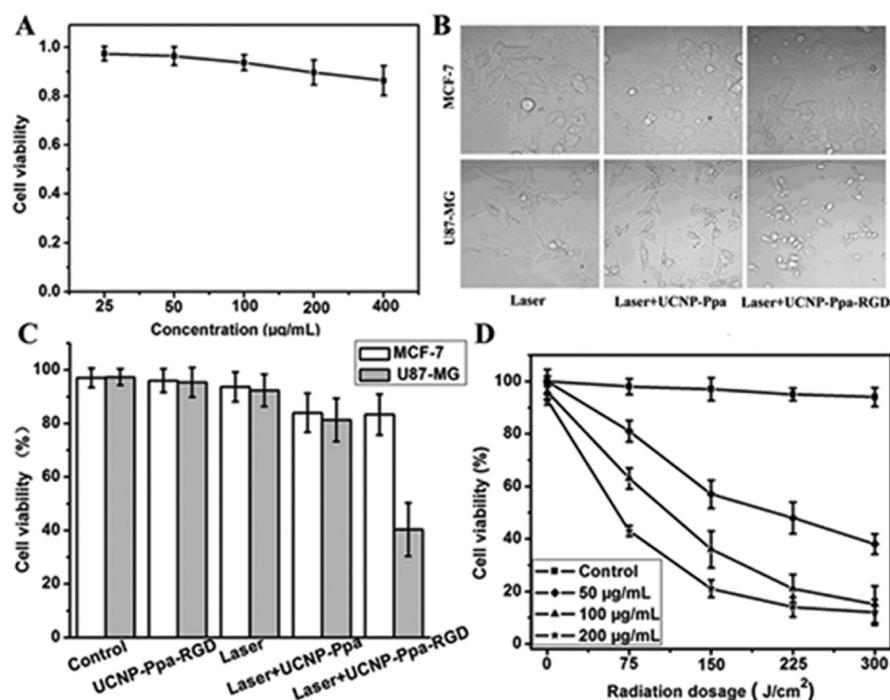 A
Cell viability
1.0
0.8
0.6
0.4
0.2
0.0
25 50 100 200 400
Concentration (µg/mL)
B
MCF-7
U87-MG
Laser Laser+UCNP-Ppa Laser+UCNP-Ppa-RGD
C
MCF-7
U87-MG
Cell viability (%)
100
80
60
40
20
0
Control UCNP-Ppa-RGD Laser Laser+UCNP-Ppa Laser+UCNP-Ppa-RGD
D
Cell viability (%)
100
80
60
40
20
0
Control
50 µg/mL
100 µg/mL
200 µg/mL
0 75 150 225 300
Radiation dosage ( J/cm²)